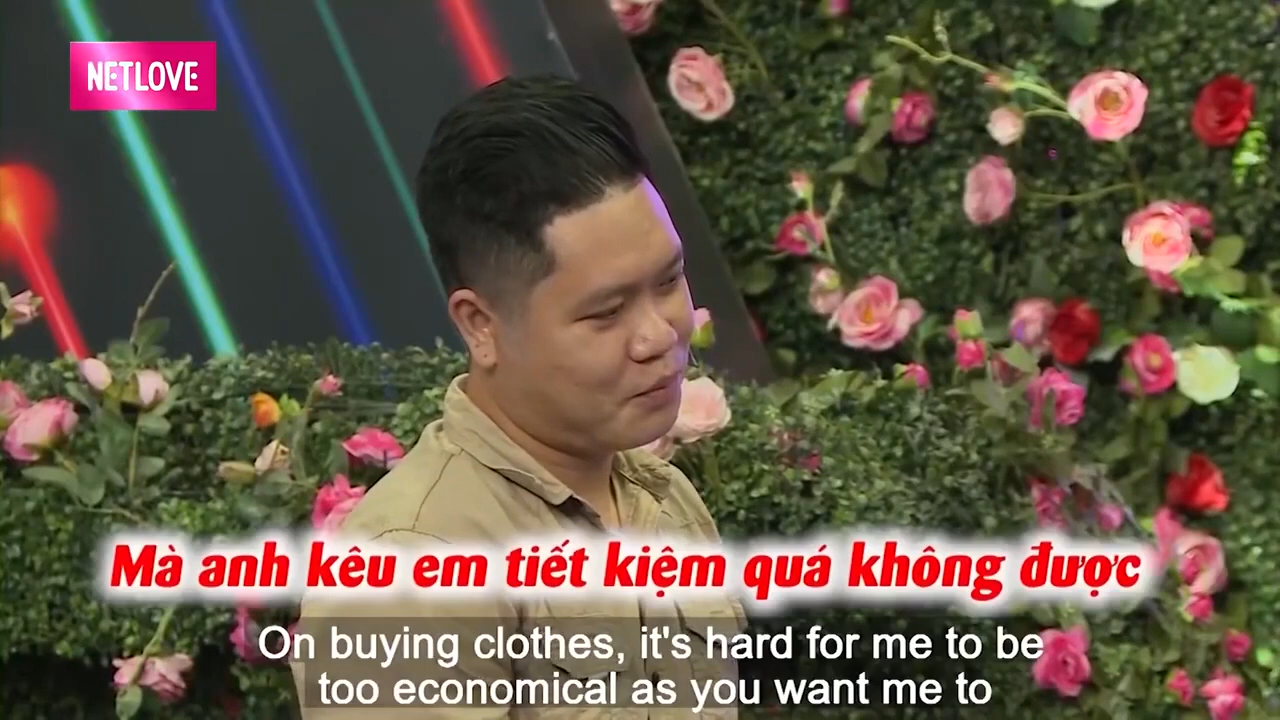 NETLOVE
Mà anh kêu em tiết kiệm quá không được
On buying clothes, it's hard for me to be
too economical as you want me to